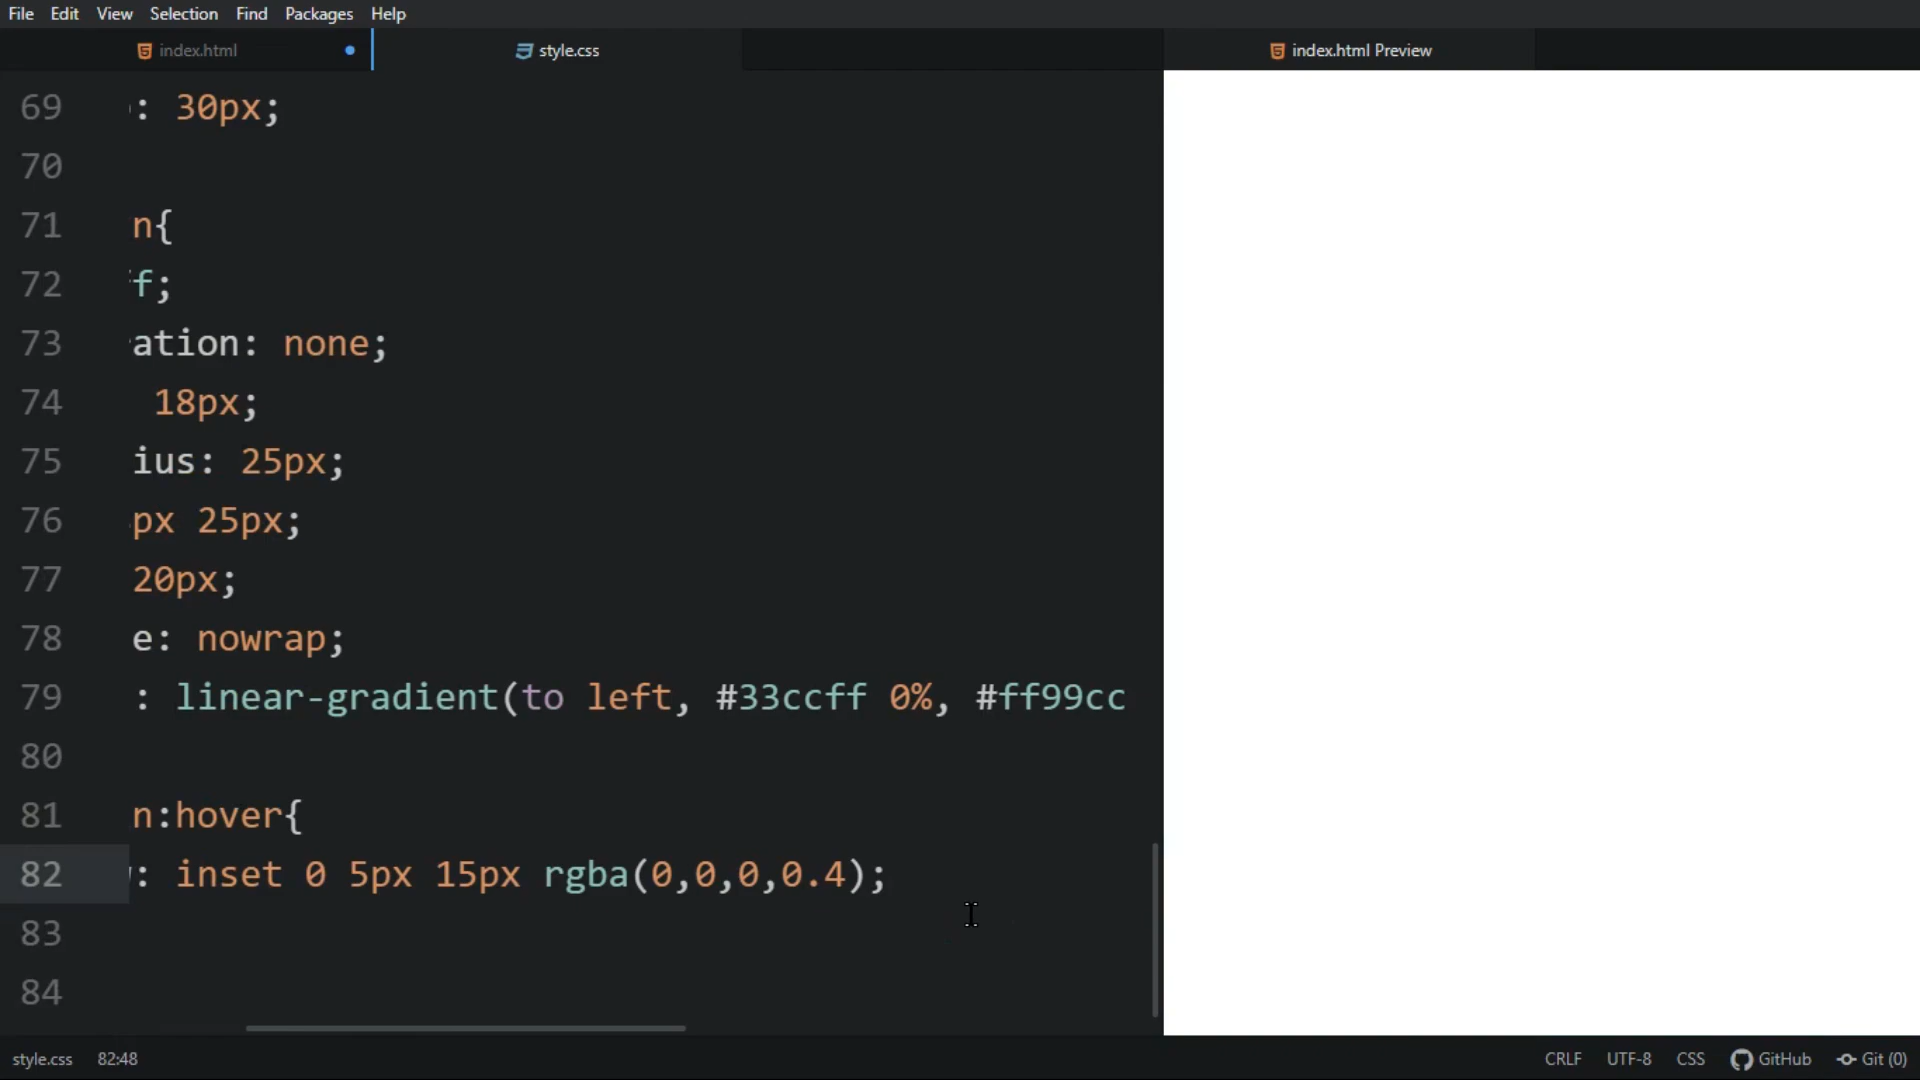 File Edit View Selection Find Packages Help
index.html style.css index.html Preview
69 : 30px;
70
71 n{
72 f;
73 ation: none;
74 18px;
75 ius: 25px;
76 px 25px;
77 20px;
78 e: nowrap;
79 : linear-gradient(to left, #33ccff 0%, #ff99cc
80
81 n:hover{
82 : inset 0 5px 15px rgba(0,0,0,0.4);
83
84
style.css 82:48 CRLF UTF-8 CSS GitHub Git (0)